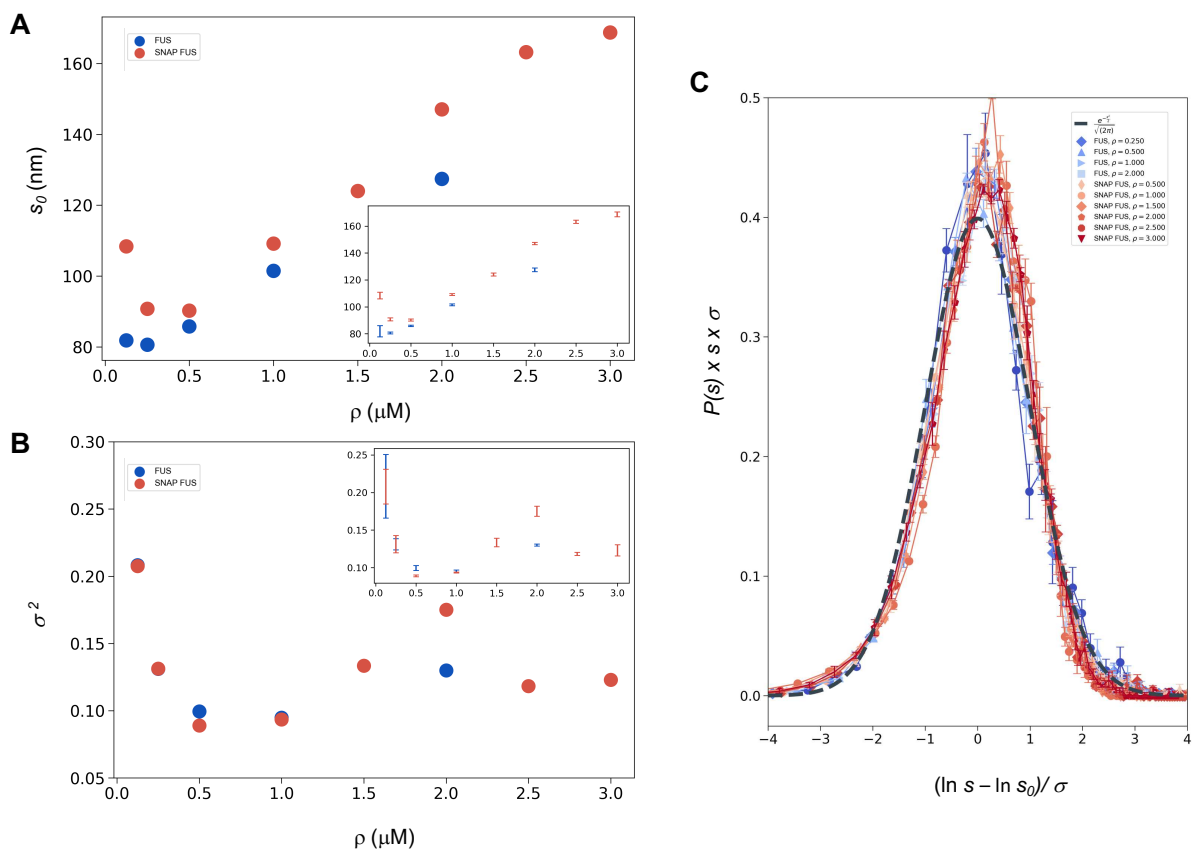 A
FUS
SNAP FUS
s₀ (nm)
160
140
120
100
80
0.0
0.5
1.0
1.5
2.0
2.5
3.0
160
140
120
100
80
0.0
0.5
1.0
1.5
2.0
2.5
3.0
ρ (μM)
B
FUS
SNAP FUS
σ²
0.30
0.25
0.20
0.15
0.10
0.05
0.0
0.5
1.0
1.5
2.0
2.5
3.0
0.25
0.20
0.15
0.10
0.0
0.5
1.0
1.5
2.0
2.5
3.0
ρ (μM)
C
FUS, ρ = 0.250
FUS, ρ = 0.500
FUS, ρ = 1.000
FUS, ρ = 2.000
SNAP FUS, ρ = 0.500
SNAP FUS, ρ = 1.000
SNAP FUS, ρ = 1.500
SNAP FUS, ρ = 2.000
SNAP FUS, ρ = 2.500
SNAP FUS, ρ = 3.000
P(s) x s x σ
0.5
0.4
0.3
0.2
0.1
0.0
−4
−3
−2
−1
0
1
2
3
4
(ln s – ln s₀)/ σ